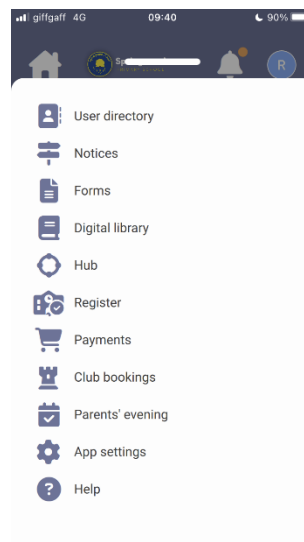 giffgaff 4G 09:40 90%
R
User directory
Notices
Forms
Digital library
Hub
Register
Payments
Club bookings
Parents' evening
App settings
? Help